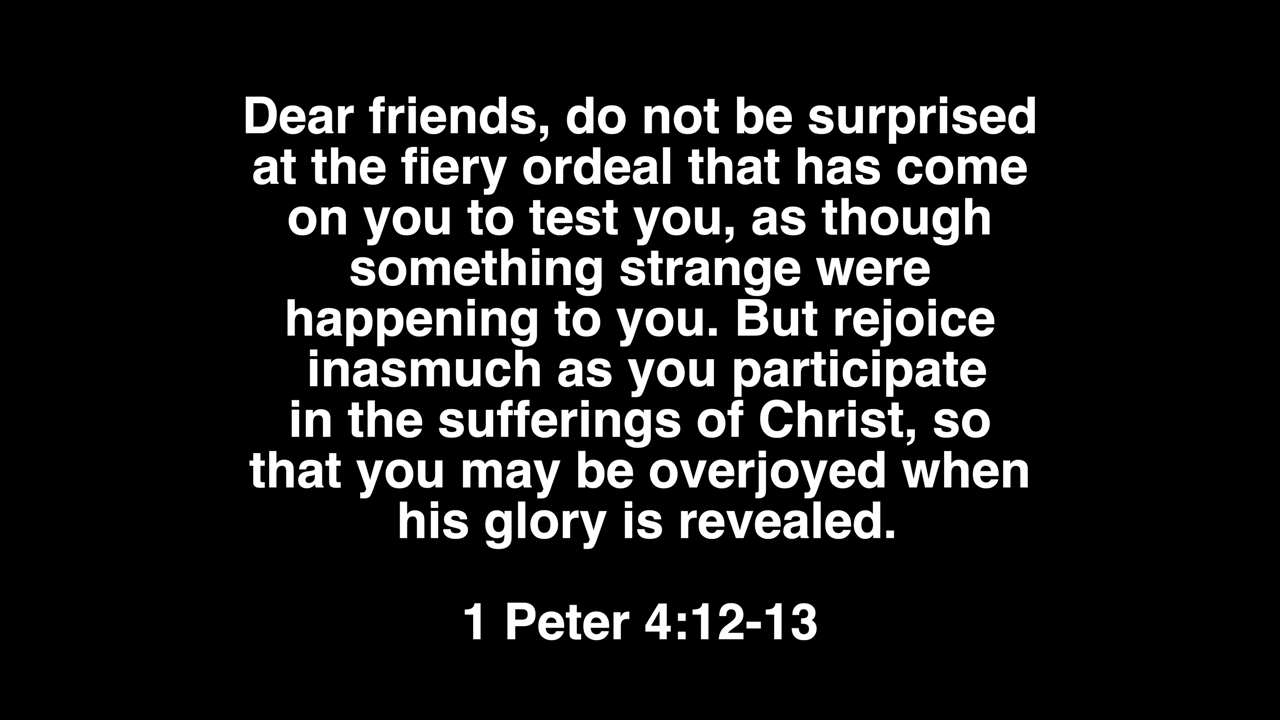 Dear friends, do not be surprised
at the fiery ordeal that has come
on you to test you, as though
something strange were
happening to you. But rejoice
inasmuch as you participate
in the sufferings of Christ, so
that you may be overjoyed when
his glory is revealed.
1 Peter 4:12-13